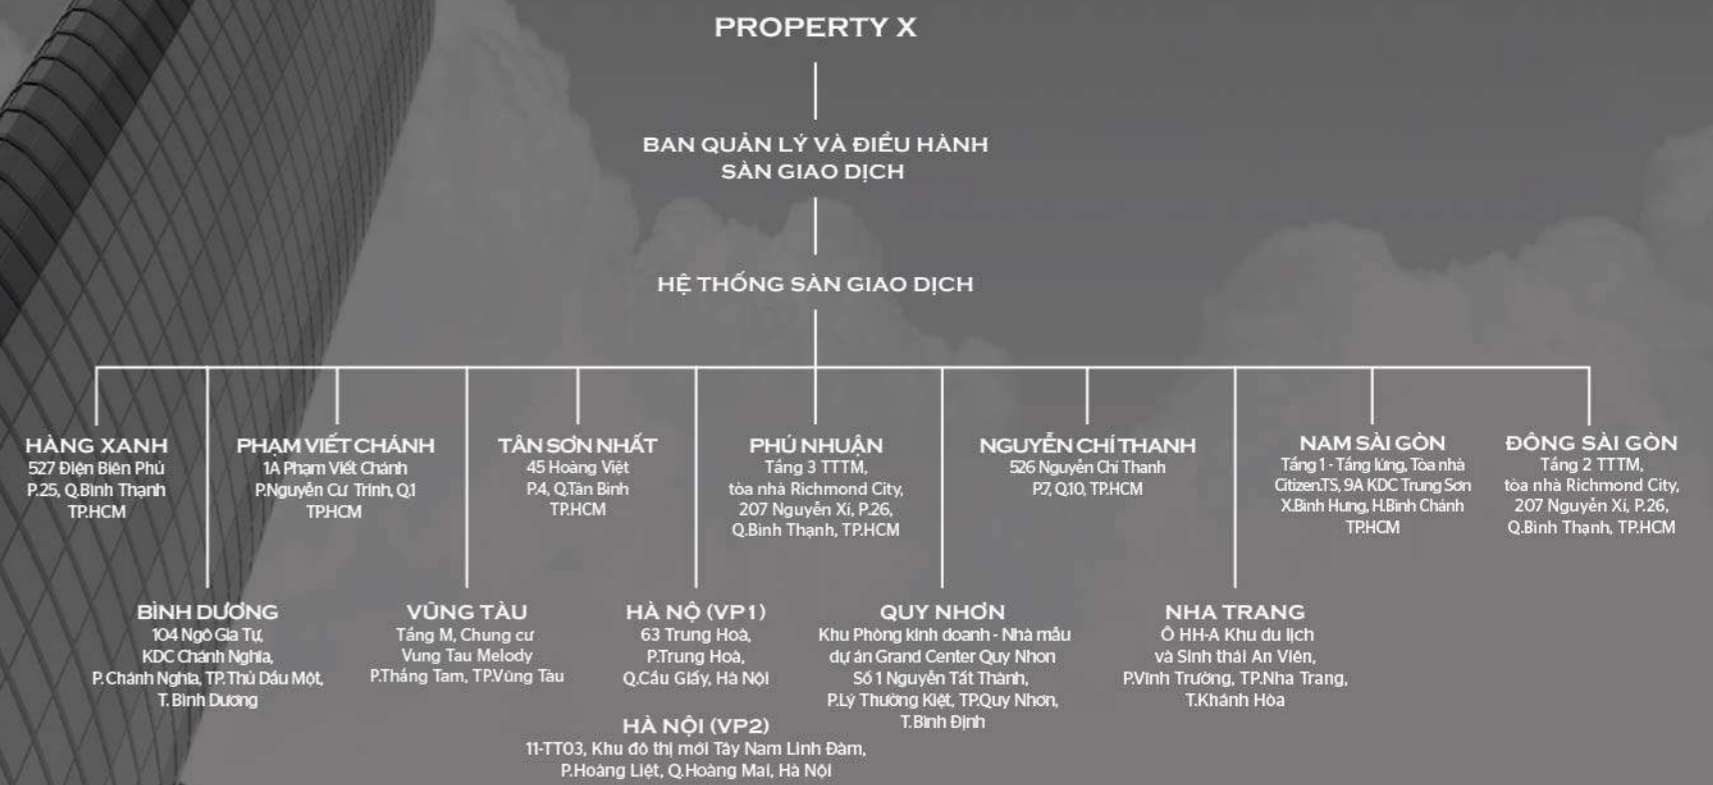 PROPERTY X
BAN QUẢN LÝ VÀ ĐIỀU HÀNH
SÀN GIAO DỊCH
HỆ THỐNG SÀN GIAO DỊCH
HÀNG XANH
527 Điện Biên Phủ
P.25, Q.Bình Thạnh
TP.HCM
PHẠM VIẾT CHÁNH
1A Phạm Viết Chánh
P.Nguyễn Cư Trinh, Q.1
TP.HCM
TÂN SƠN NHẤT
45 Hoàng Việt
P.4, Q.Tân Bình
TP.HCM
PHÚ NHUẬN
Tầng 3 TTTM,
tòa nhà Richmond City,
207 Nguyễn Xí, P.26,
Q.Bình Thạnh, TP.HCM
NGUYỄN CHÍ THANH
526 Nguyễn Chí Thanh
P.7, Q.10, TP.HCM
NAM SÀI GÒN
Tầng 1 - Tầng lửng, Tòa nhà
Citizen.TS, 9A KDC Trung Sơn
X.Bình Hưng, H.Bình Chánh
TP.HCM
ĐÔNG SÀI GÒN
Tầng 2 TTTM,
tòa nhà Richmond City,
207 Nguyễn Xí, P.26,
Q.Bình Thạnh, TP.HCM
BÌNH DƯƠNG
104 Ngô Gia Tự,
KDC Chánh Nghĩa,
P.Chánh Nghĩa, TP.Thủ Dầu Một,
T.Bình Dương
VŨNG TÀU
Tầng M, Chung cư
Vung Tau Melody
P.Thắng Tam, TP.Vũng Tàu
HÀ NỘ (VP1)
63 Trung Hoà,
P.Trung Hoà,
Q.Cầu Giấy, Hà Nội
HÀ NỘI (VP2)
11-TT03, Khu đô thị mới Tây Nam Linh Đàm,
P.Hoàng Liệt, Q.Hoàng Mai, Hà Nội
QUY NHƠN
Khu Phòng kinh doanh - Nhà mẫu
dự án Grand Center Quy Nhon
Số 1 Nguyễn Tất Thành,
P.Lý Thường Kiệt, TP.Quy Nhơn,
T.Bình Định
NHA TRANG
Ô HH-A Khu du lịch
và Sinh thái An Viên,
P.Vĩnh Trường, TP.Nha Trang,
T.Khánh Hòa